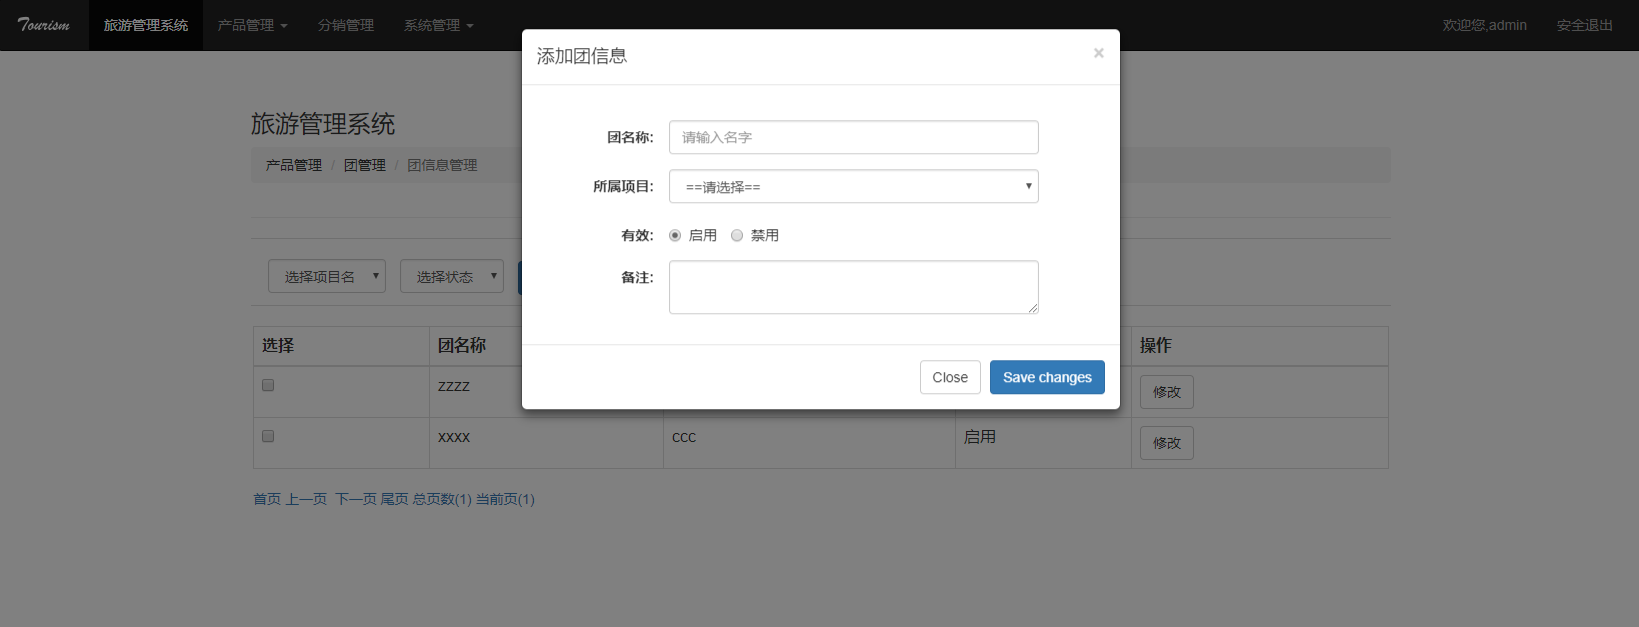 Tourism 旅游管理系统 产品管理 分销管理 系统管理 欢迎您,admin 安全退出
添加团信息 ×
旅游管理系统
产品管理 / 团管理 / 团信息管理
团名称: 请输入名字
所属项目: ==请选择==
有效: 启用 禁用
备注:
选择项目名 选择状态
选择 团名称 操作
zzzz 修改
Close Save changes
xxxx ccc 启用 修改
首页 上一页 下一页 尾页 总页数(1) 当前页(1)